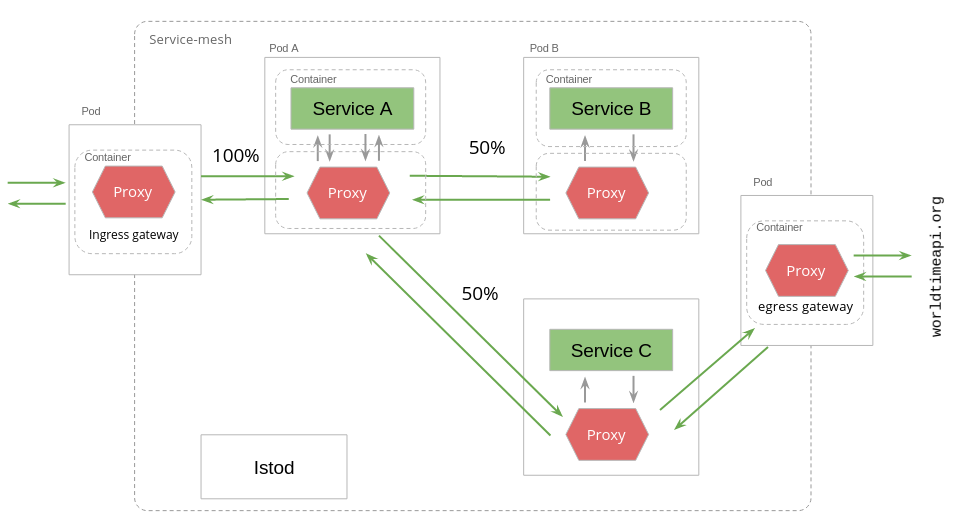 Service-mesh
Pod A
Pod B
Container
Container
Service A
Service B
Pod
100%
50%
Container
Proxy
Proxy
Proxy
Ingress gateway
Pod
Container
Proxy
egress gateway
worldtimeapi.org
50%
Service C
Proxy
Istod